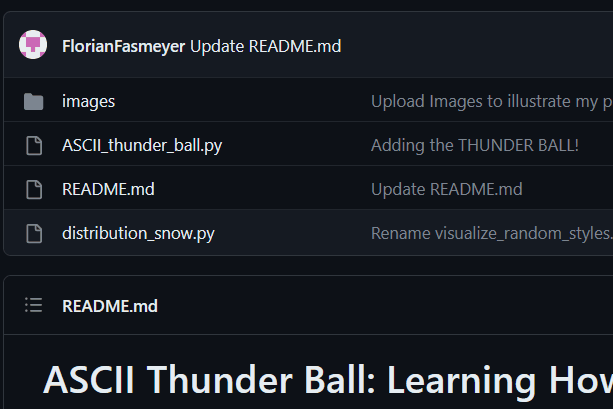 FlorianFasmeyer Update README.md
images Upload Images to illustrate my
ASCII_thunder_ball.py Adding the THUNDER BALL!
README.md Update README.md
distribution_snow.py Rename visualize_random_styles.
README.md
ASCII Thunder Ball: Learning How